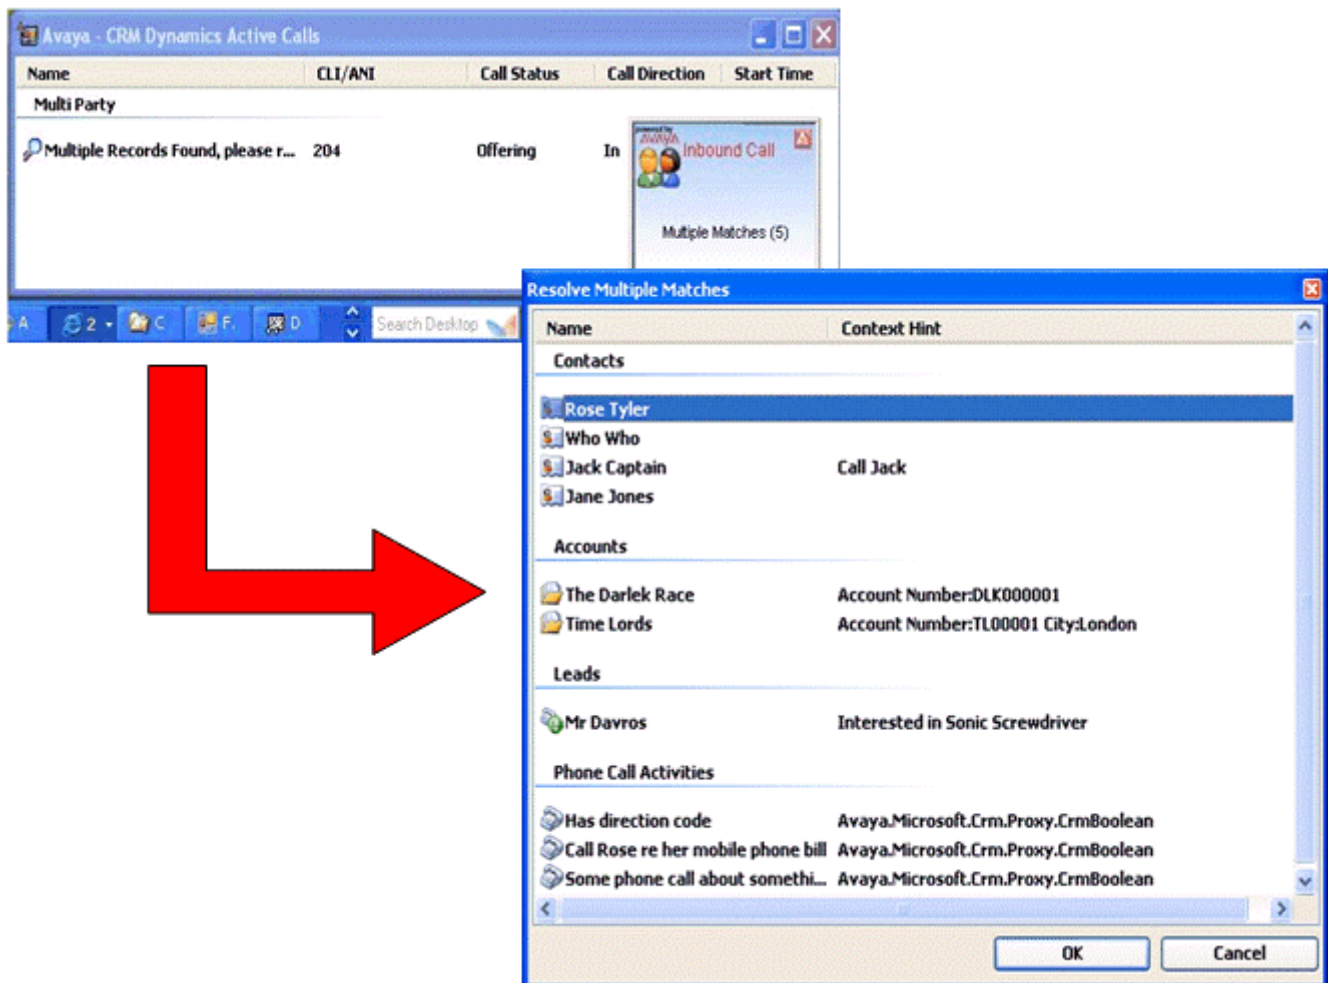 Avaya - CRM Dynamics Active Calls
Name CLI/ANI Call Status Call Direction Start Time
Multi Party
Multiple Records Found, please r... 204 Offering In
powered by
AVAYA
Inbound Call
Multiple Matches (5)
A 2 C F. D Search Desktop
Resolve Multiple Matches
Name Context Hint
Contacts
Rose Tyler
Who Who
Jack Captain Call Jack
Jane Jones
Accounts
The Darlek Race Account Number:DLK000001
Time Lords Account Number:TL00001 City:London
Leads
Mr Davros Interested in Sonic Screwdriver
Phone Call Activities
Has direction code Avaya.Microsoft.Crm.Proxy.CrmBoolean
Call Rose re her mobile phone bill Avaya.Microsoft.Crm.Proxy.CrmBoolean
Some phone call about somethi... Avaya.Microsoft.Crm.Proxy.CrmBoolean
OK Cancel